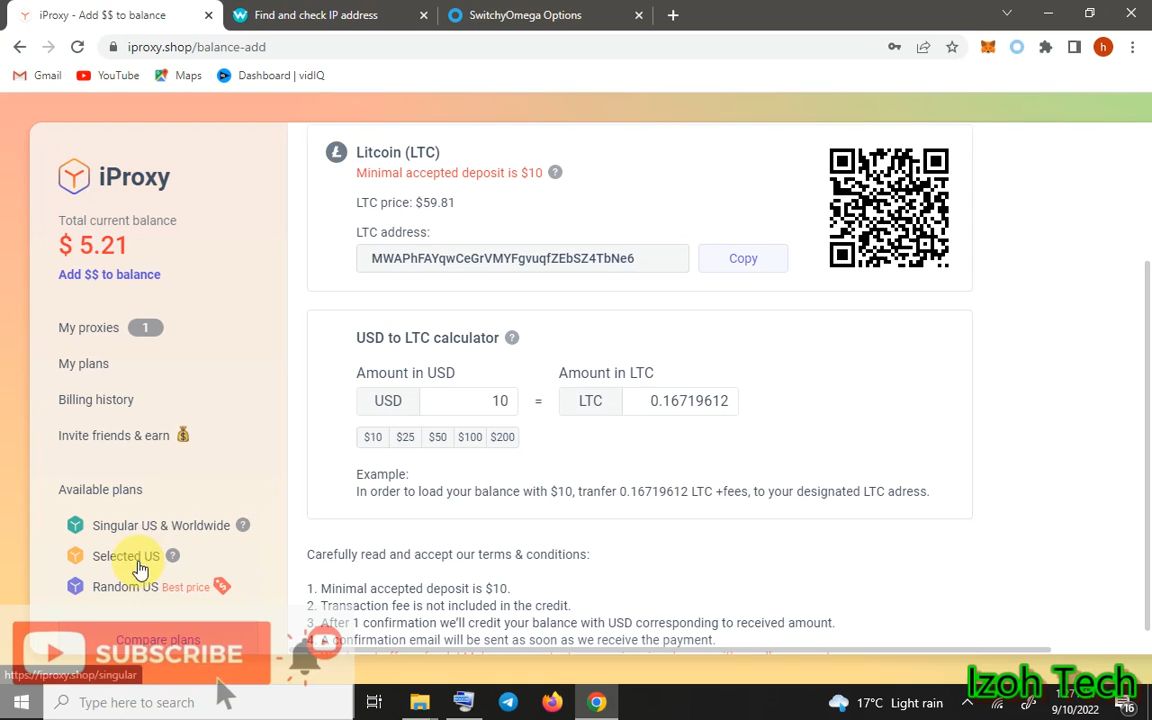 iProxy - Add $$ to balance
Find and check IP address
SwitchyOmega Options
iproxy.shop/balance-add
h
Gmail
YouTube
Maps
Dashboard | vidIQ
iProxy
Total current balance
$ 5.21
Add $$ to balance
My proxies 1
My plans
Billing history
Invite friends & earn
Available plans
Singular US & Worldwide ?
Selected US ?
Random US Best price
Compare plans
Litcoin (LTC)
Minimal accepted deposit is $10 ?
LTC price: $59.81
LTC address:
MWAPhFAYqwCeGrVMYFgvuqfZEbSZ4TbNe6
Copy
USD to LTC calculator ?
Amount in USD
Amount in LTC
USD 10 = LTC 0.16719612
$10 $25 $50 $100 $200
Example:
In order to load your balance with $10, tranfer 0.16719612 LTC +fees, to your designated LTC adress.
Carefully read and accept our terms & conditions:
1. Minimal accepted deposit is $10.
2. Transaction fee is not included in the credit.
3. After 1 confirmation we'll credit your balance with USD corresponding to received amount.
4. A confirmation email will be sent as soon as we receive the payment.
SUBSCRIBE
https://iproxy.shop/singular
Izoh Tech
Type here to search
17°C Light rain
9/10/2022
16